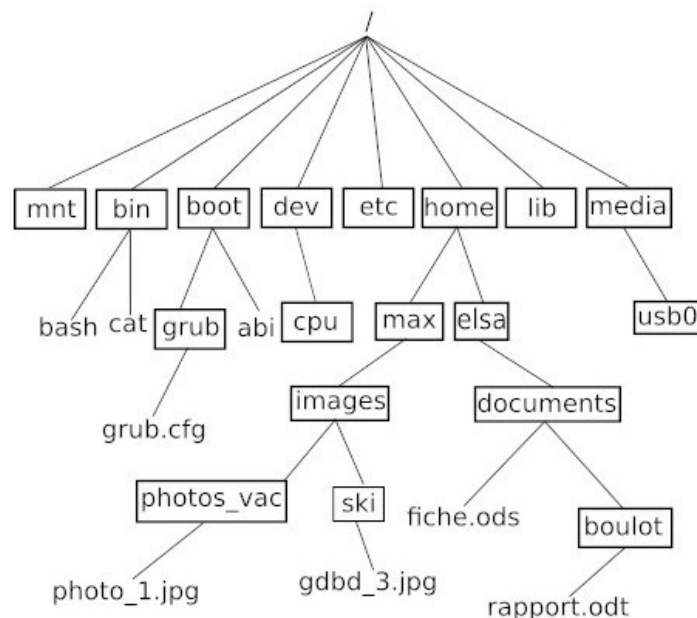 /
mnt bin boot dev etc home lib media
bash cat grub abi cpu max elsa usb0
images documents
grub.cfg
photos_vac ski fiche.ods boulot
photo_1.jpg gdbd_3.jpg rapport.odt